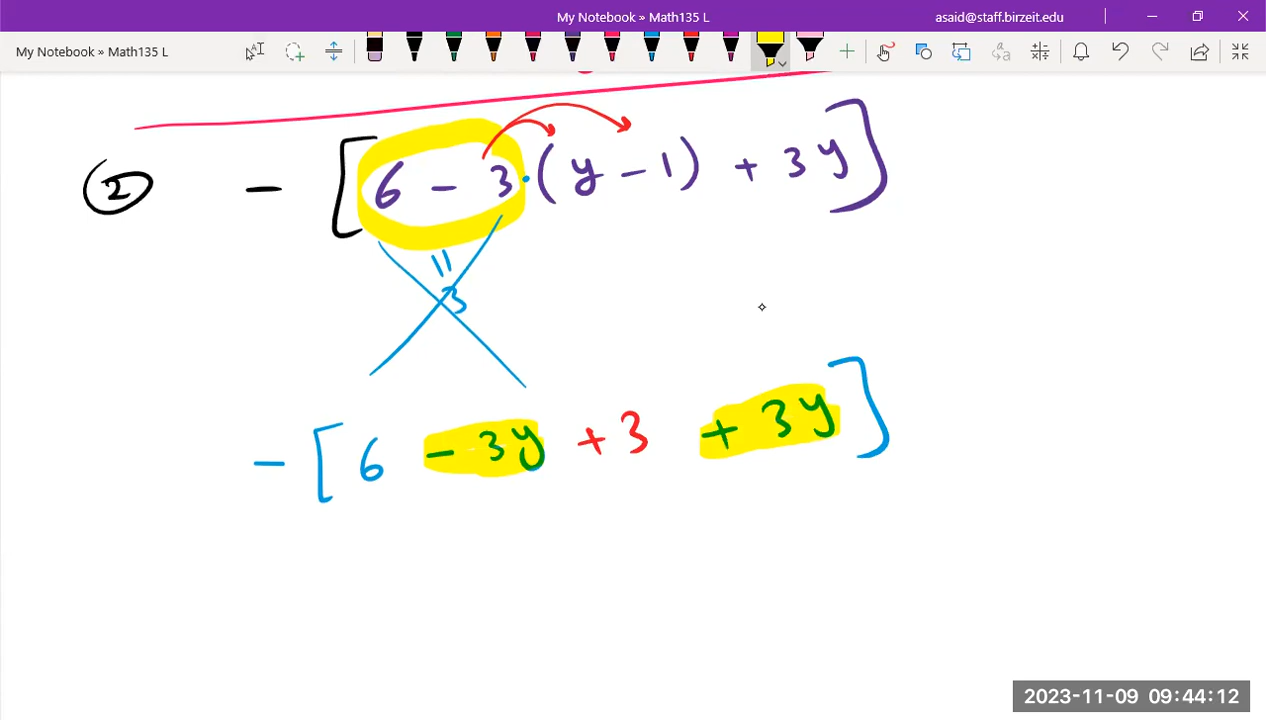 My Notebook » Math135 L
asaid@staff.birzeit.edu
My Notebook » Math135 L
② - [6 - 3·(y - 1) + 3y]
=
3
-[6 - 3y + 3 + 3y]
2023-11-09 09:44:12